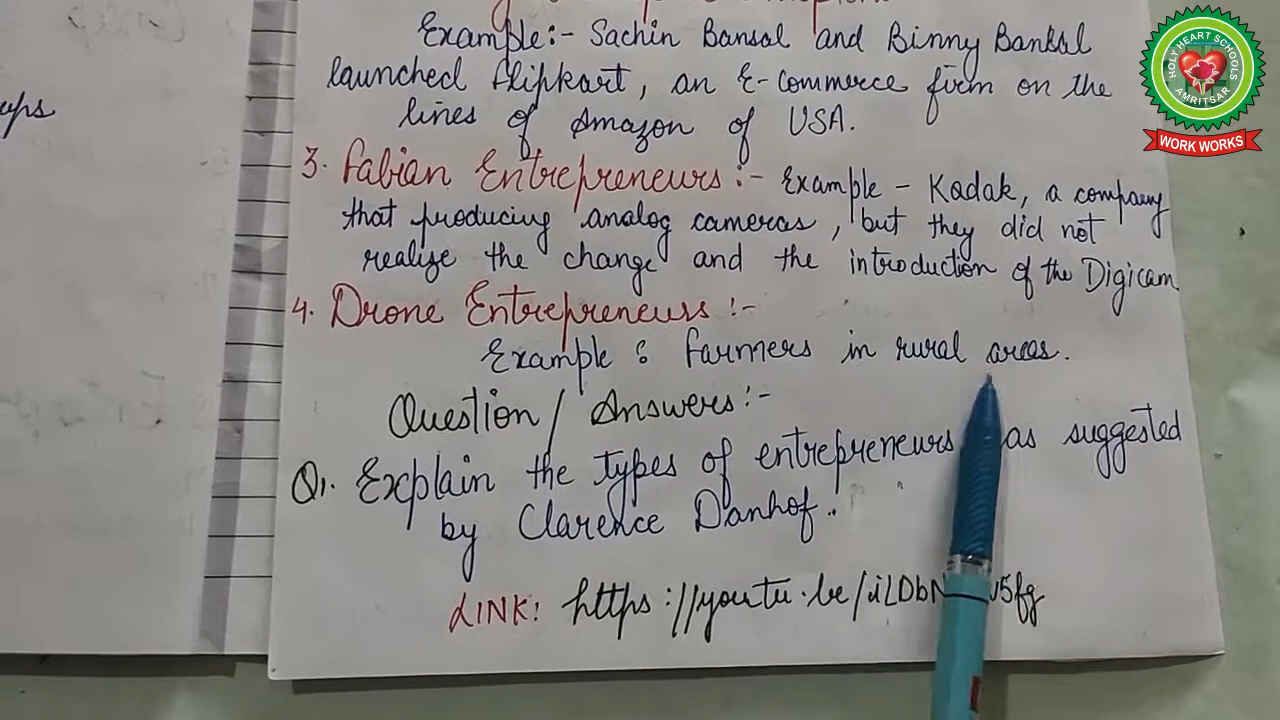 ups
Example:- Sachin Bansal and Binny Bansal
launched Flipkart, an E-commerce firm on the
lines of Amazon of USA.
3. Fabian Entrepreneurs:- Example - Kodak, a company
that producing analog cameras, but they did not
realize the change and the introduction of the Digicam
4. Drone Entrepreneurs:-
Example: Farmers in rural areas.
Question/Answers:-
Q1. Explain the types of entrepreneurs as suggested
by Clarence Danhof.
LINK: https://youtu.be/
HOLY HEART SCHOOLS
AMRITSAR
WORK WORKS